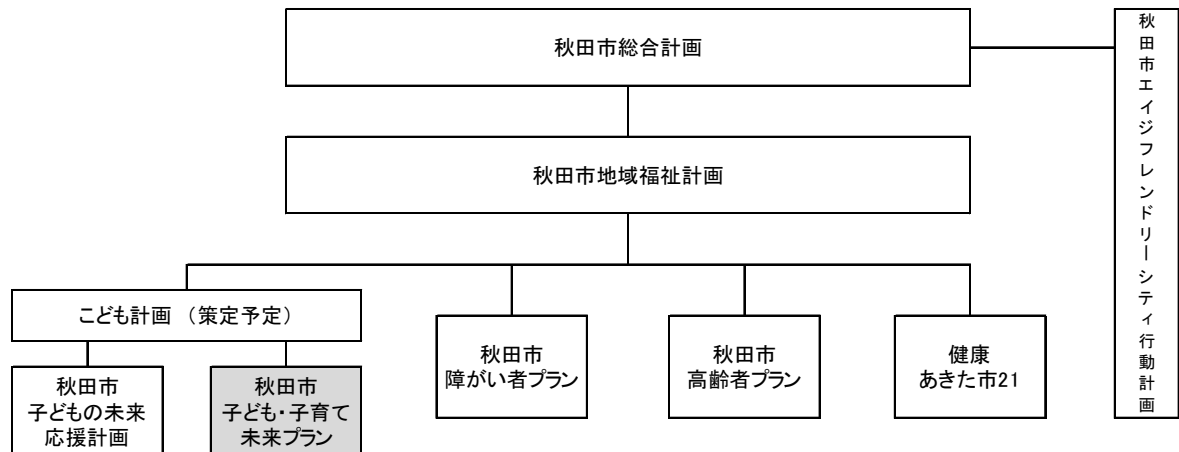 秋田市総合計画
秋田市エイジフレンドリーシティ行動計画
秋田市地域福祉計画
こども計画 （策定予定）
秋田市
子どもの未来
応援計画
秋田市
子ども・子育て
未来プラン
秋田市
障がい者プラン
秋田市
高齢者プラン
健康
あきた市21